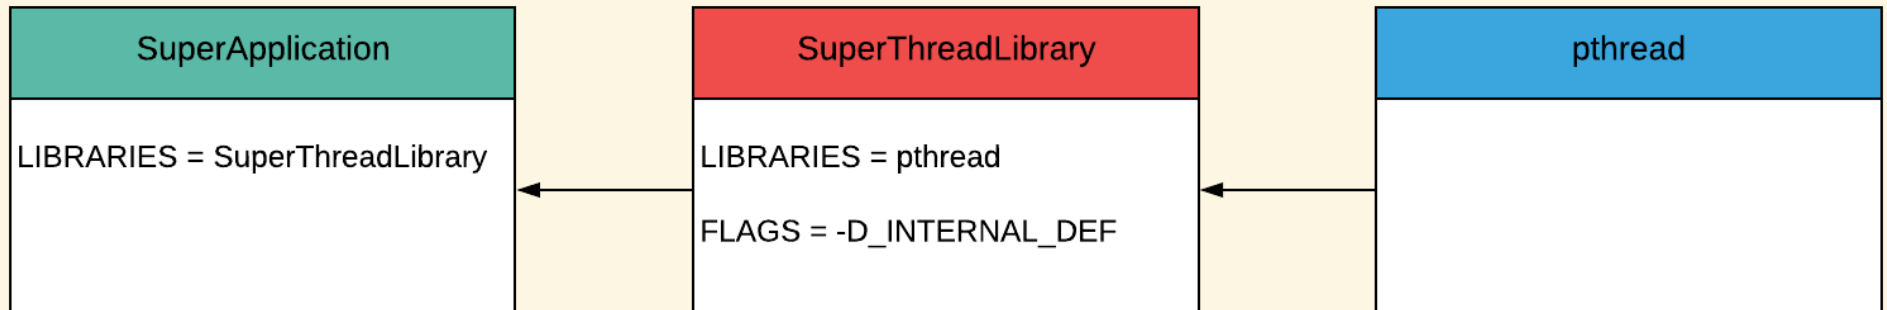 SuperApplication
LIBRARIES = SuperThreadLibrary
SuperThreadLibrary
LIBRARIES = pthread
FLAGS = -D_INTERNAL_DEF
pthread